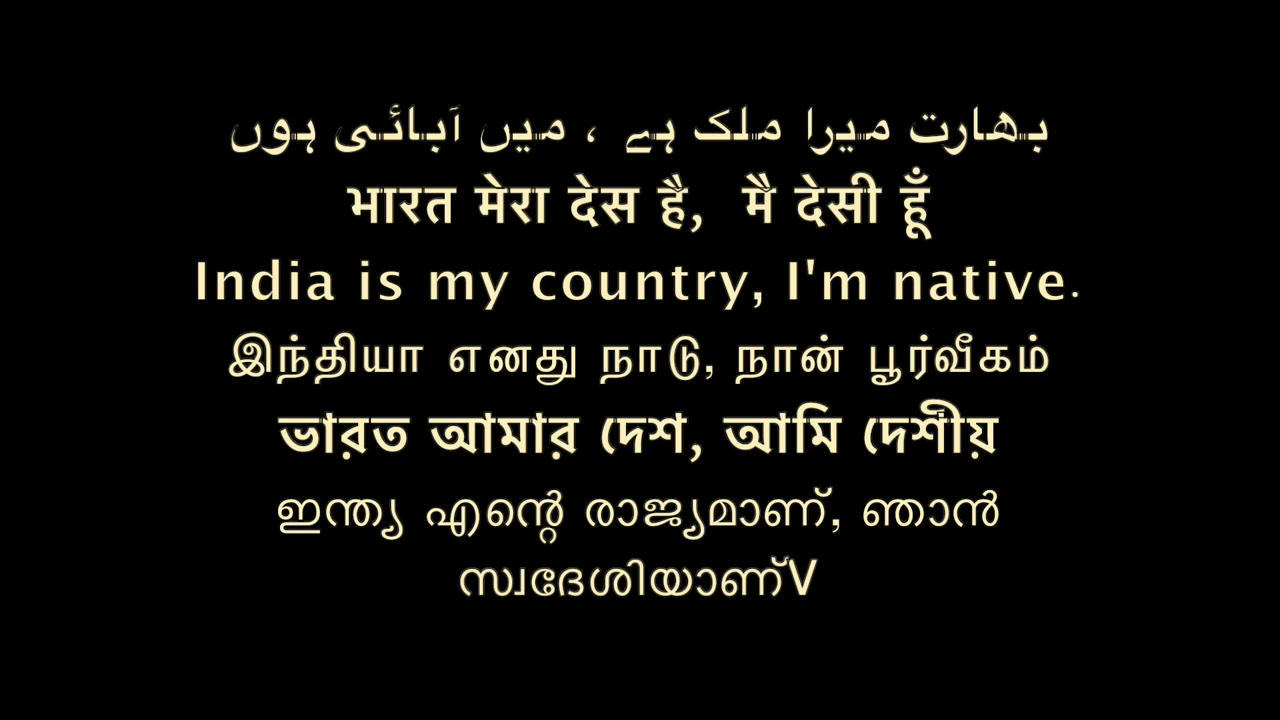 بھارت میرا ملک ہے ، میں آبائی ہوں
भारत मेरा देस है, मै देसी हूँ
India is my country, I'm native.
இந்தியா எனது நாடு, நான் பூர்வீகம்
ভারত আমার দেশ, আমি দেশীয়
ഇന്ത്യ എന്റെ രാജ്യമാണ്, ഞാൻ
സ്വദേശിയാണ്V